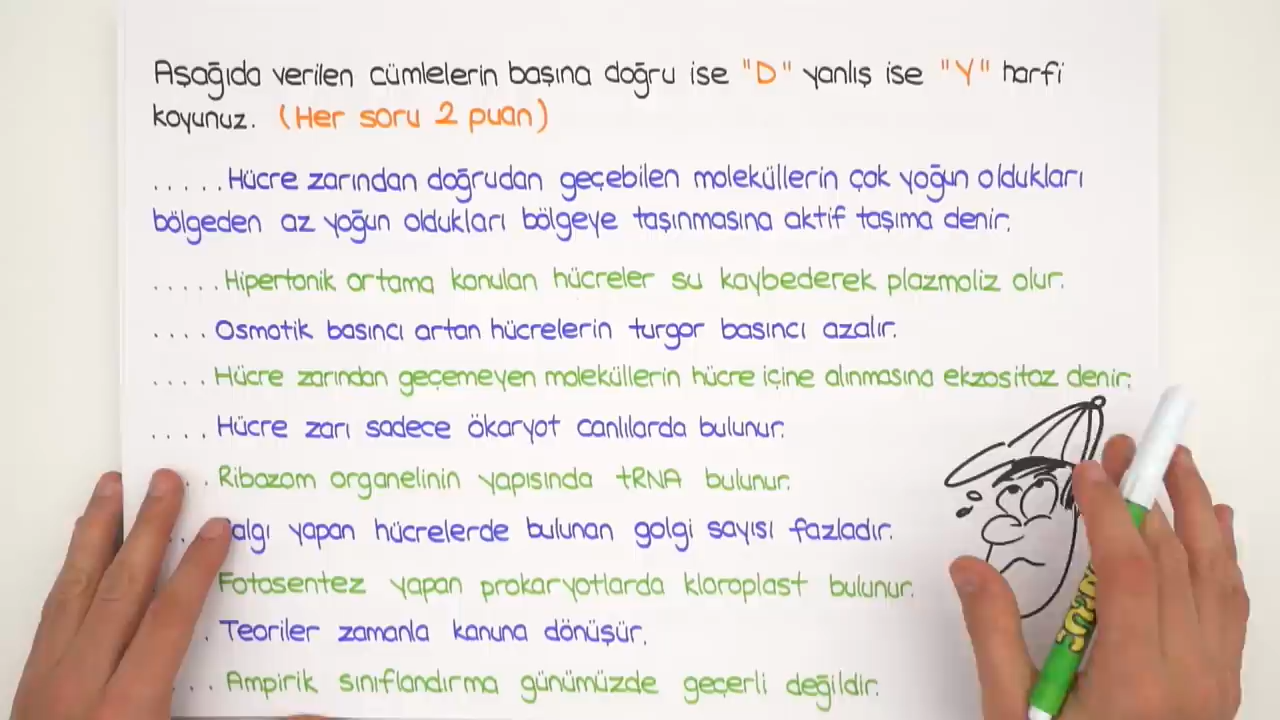 Aşağıda verilen cümlelerin başına doğru ise "D" yanlış ise "Y" harfi
koyunuz. (Her soru 2 puan)
.....Hücre zarından doğrudan geçebilen moleküllerin çok yoğun oldukları
bölgeden az yoğun oldukları bölgeye taşınmasına aktif taşıma denir.
.....Hipertonik ortama konulan hücreler su kaybederek plazmoliz olur.
....Osmotik basıncı artan hücrelerin turgor basıncı azalır.
....Hücre zarından geçemeyen moleküllerin hücre içine alınmasına ekzositoz denir.
....Hücre zarı sadece ökaryot canlılarda bulunur.
..Ribozom organelinin yapısında tRNA bulunur.
..algı yapan hücrelerde bulunan golgi sayısı fazladır.
Fotosentez yapan prokaryotlarda kloroplast bulunur.
.Teoriler zamanla kanuna dönüşür.
...Ampirik sınıflandırma günümüzde geçerli değildir.